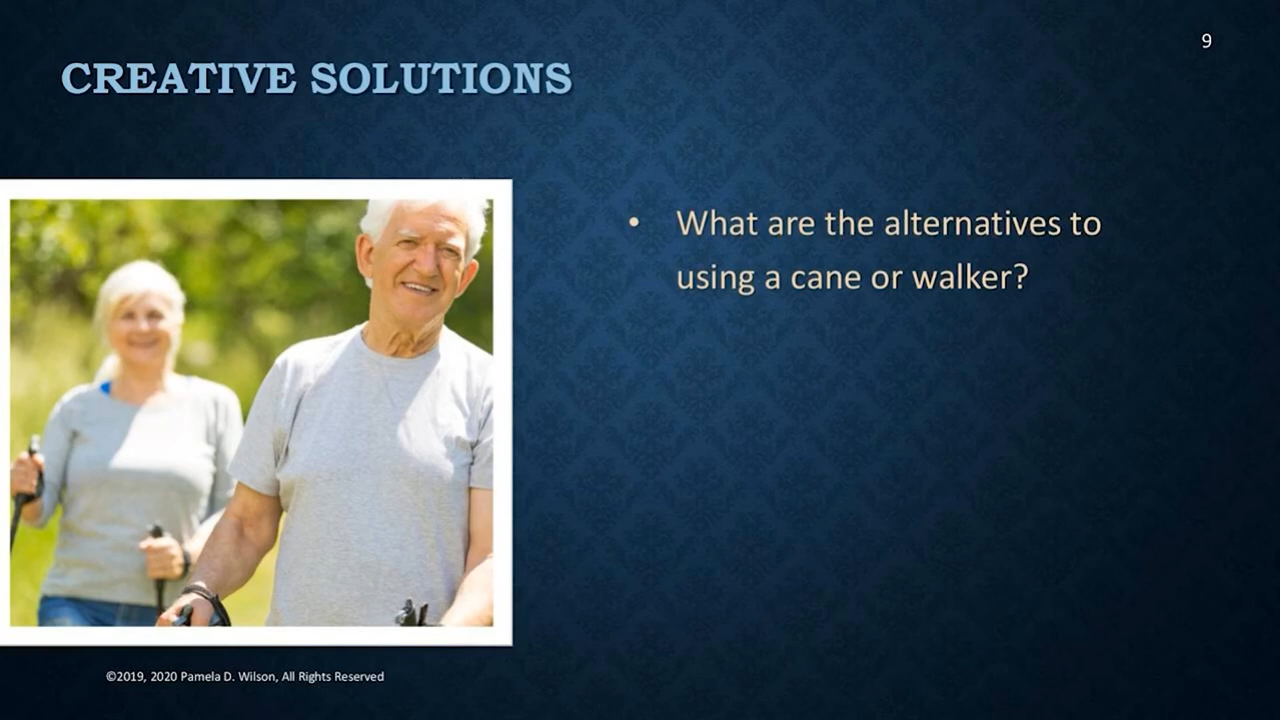 9
CREATIVE SOLUTIONS
• What are the alternatives to
using a cane or walker?
©2019, 2020 Pamela D. Wilson, All Rights Reserved